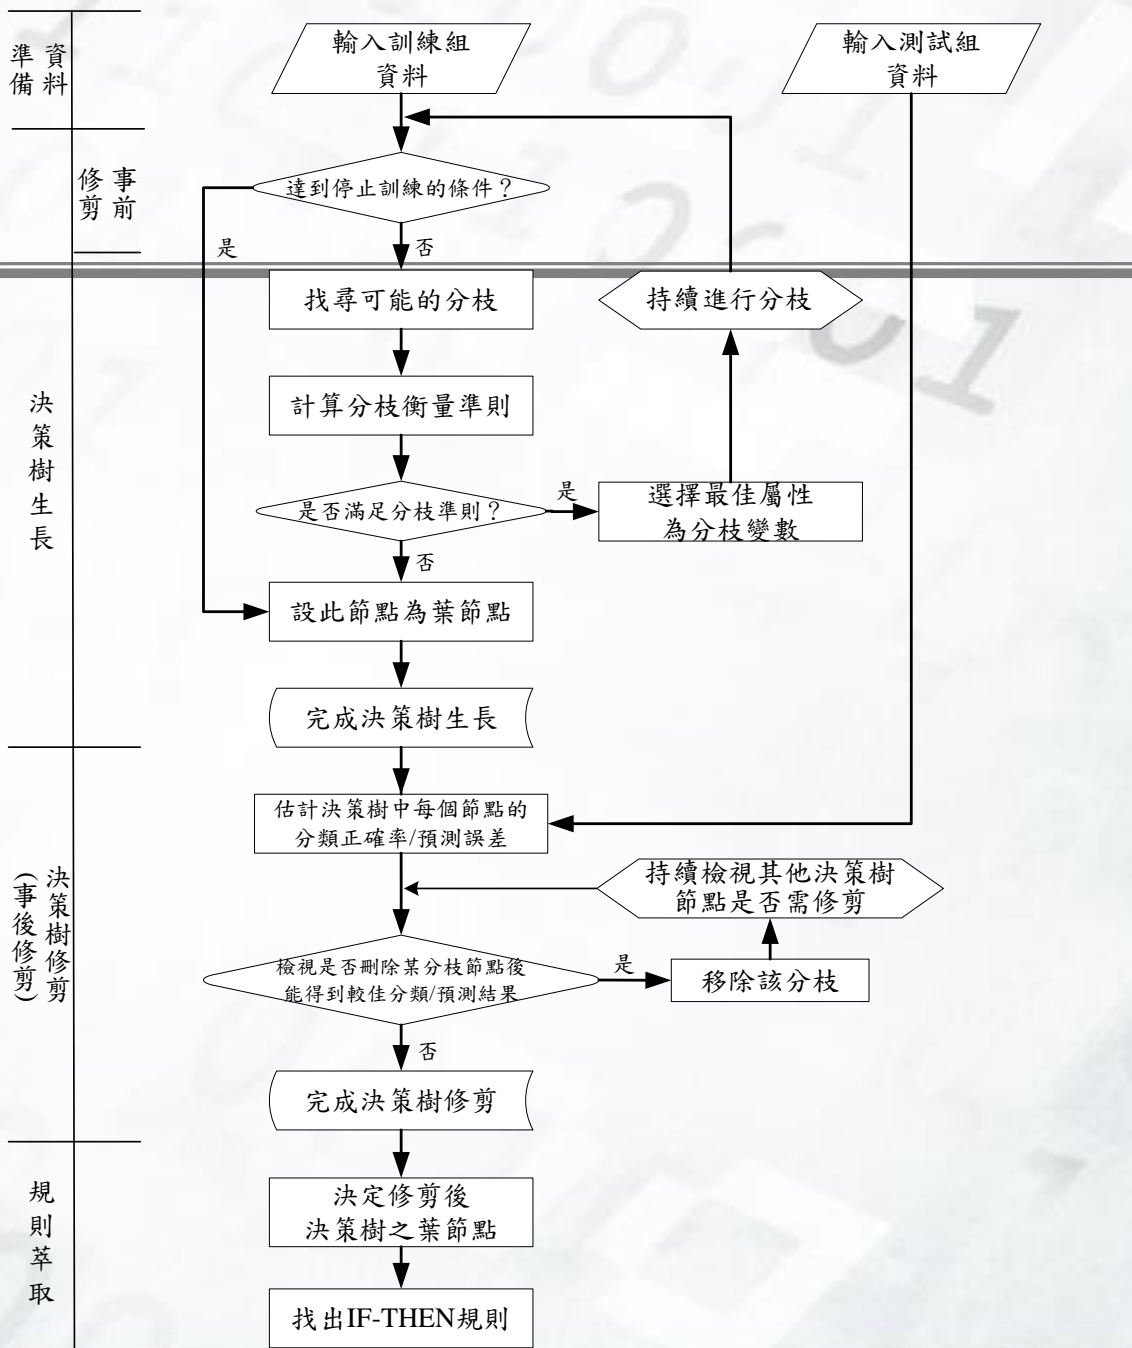 資料
準備
輸入訓練組
資料
輸入測試組
資料
事前
修剪
達到停止訓練的條件？
是
否
找尋可能的分枝
持續進行分枝
決策樹生長
計算分枝衡量準則
是否滿足分枝準則？
是
選擇最佳屬性
為分枝變數
否
設此節點為葉節點
完成決策樹生長
估計決策樹中每個節點的
分類正確率/預測誤差
決策樹修剪
(事後修剪)
持續檢視其他決策樹
節點是否需修剪
檢視是否刪除某分枝節點後
能得到較佳分類/預測結果
是
移除該分枝
否
完成決策樹修剪
規則萃取
決定修剪後
決策樹之葉節點
找出IF-THEN規則